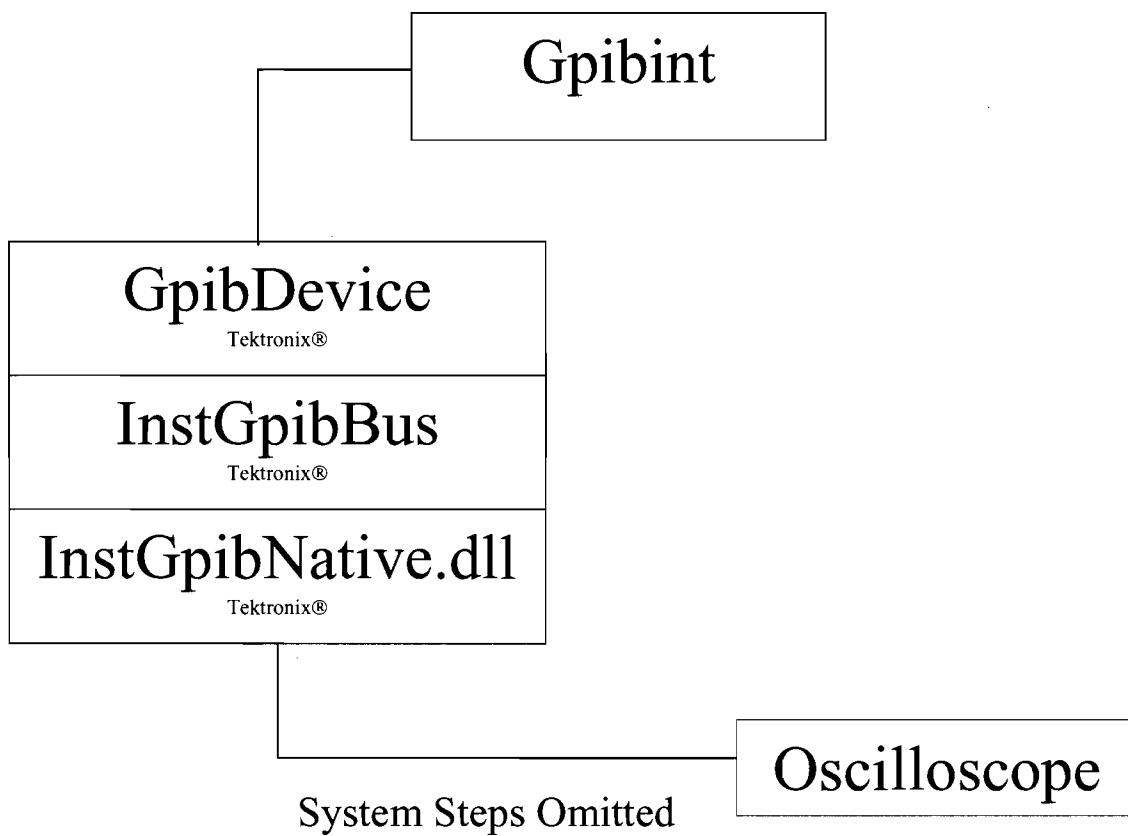 Gpibint
GpibDevice
Tektronix®
InstGpibBus
Tektronix®
InstGpibNative.dll
Tektronix®
Oscilloscope
System Steps Omitted